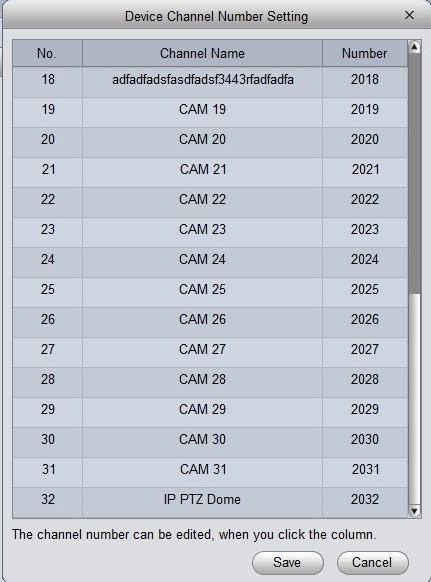 Device Channel Number Setting ×
No. Channel Name Number
18 adfadfadsfasdfadsf3443rfadfadfa 2018
19 CAM 19 2019
20 CAM 20 2020
21 CAM 21 2021
22 CAM 22 2022
23 CAM 23 2023
24 CAM 24 2024
25 CAM 25 2025
26 CAM 26 2026
27 CAM 27 2027
28 CAM 28 2028
29 CAM 29 2029
30 CAM 30 2030
31 CAM 31 2031
32 IP PTZ Dome 2032
The channel number can be edited, when you click the column.
Save Cancel